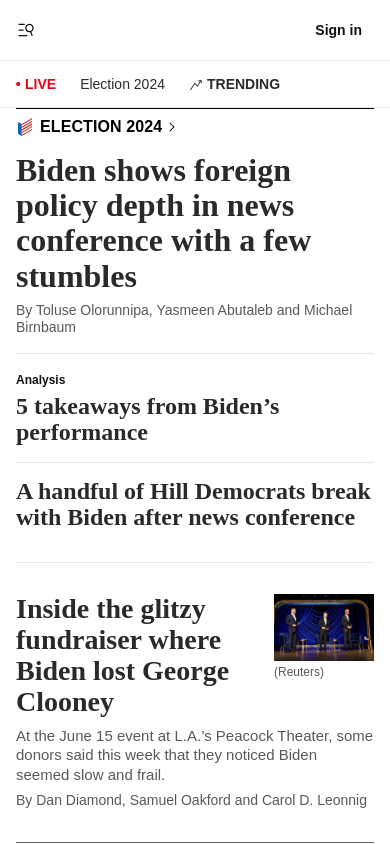 Sign in
LIVE
Election 2024
TRENDING
ELECTION 2024
Biden shows foreign
policy depth in news
conference with a few
stumbles
By Toluse Olorunnipa, Yasmeen Abutaleb and Michael
Birnbaum
Analysis
5 takeaways from Biden’s
performance
A handful of Hill Democrats break
with Biden after news conference
Inside the glitzy
fundraiser where
Biden lost George
Clooney
(Reuters)
At the June 15 event at L.A.’s Peacock Theater, some
donors said this week that they noticed Biden
seemed slow and frail.
By Dan Diamond, Samuel Oakford and Carol D. Leonnig